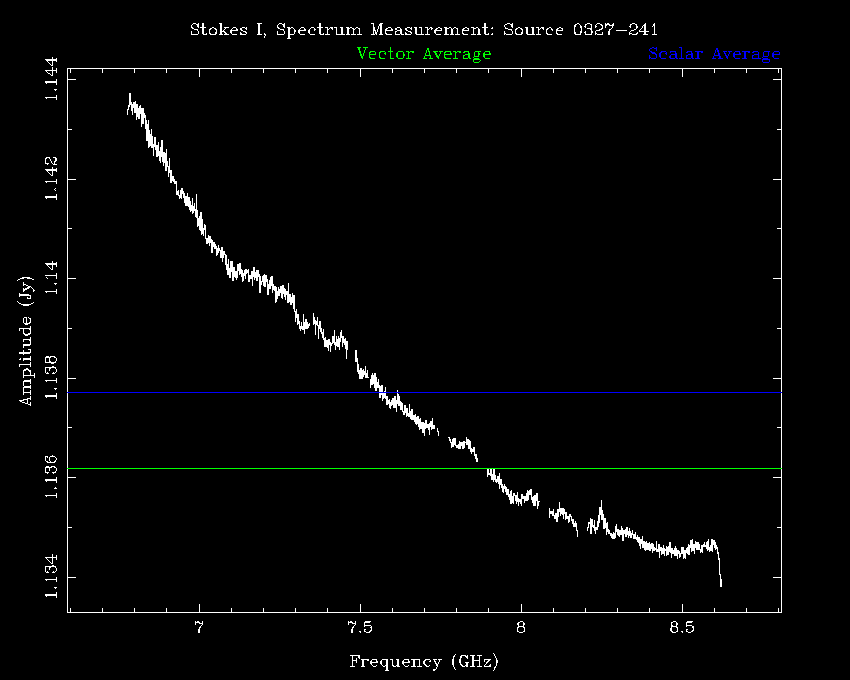 Stokes I, Spectrum Measurement: Source 0327−241
Vector Average
Scalar Average
1.144
1.142
1.14
1.138
1.136
1.134
Amplitude (Jy)
7
7.5
8
8.5
Frequency (GHz)